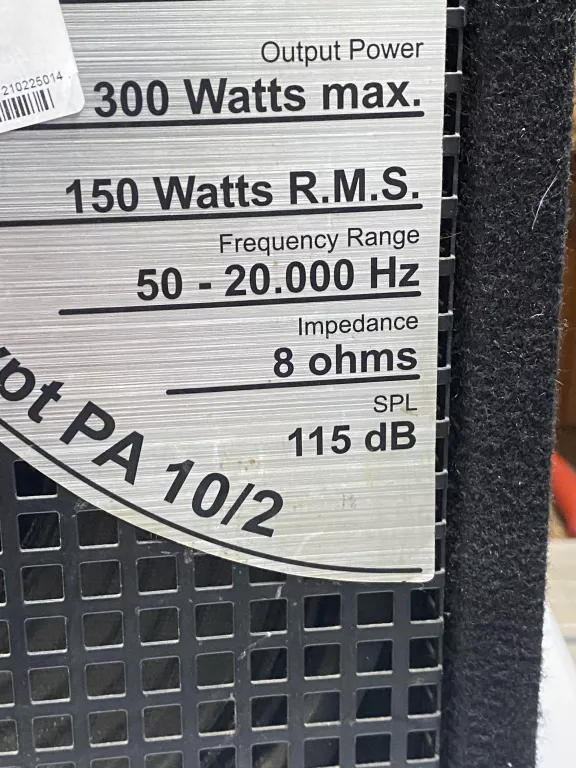 210225014
Output Power
300 Watts max.
150 Watts R.M.S.
Frequency Range
50 - 20.000 Hz
Impedance
8 ohms
SPL
115 dB
PA 10/2